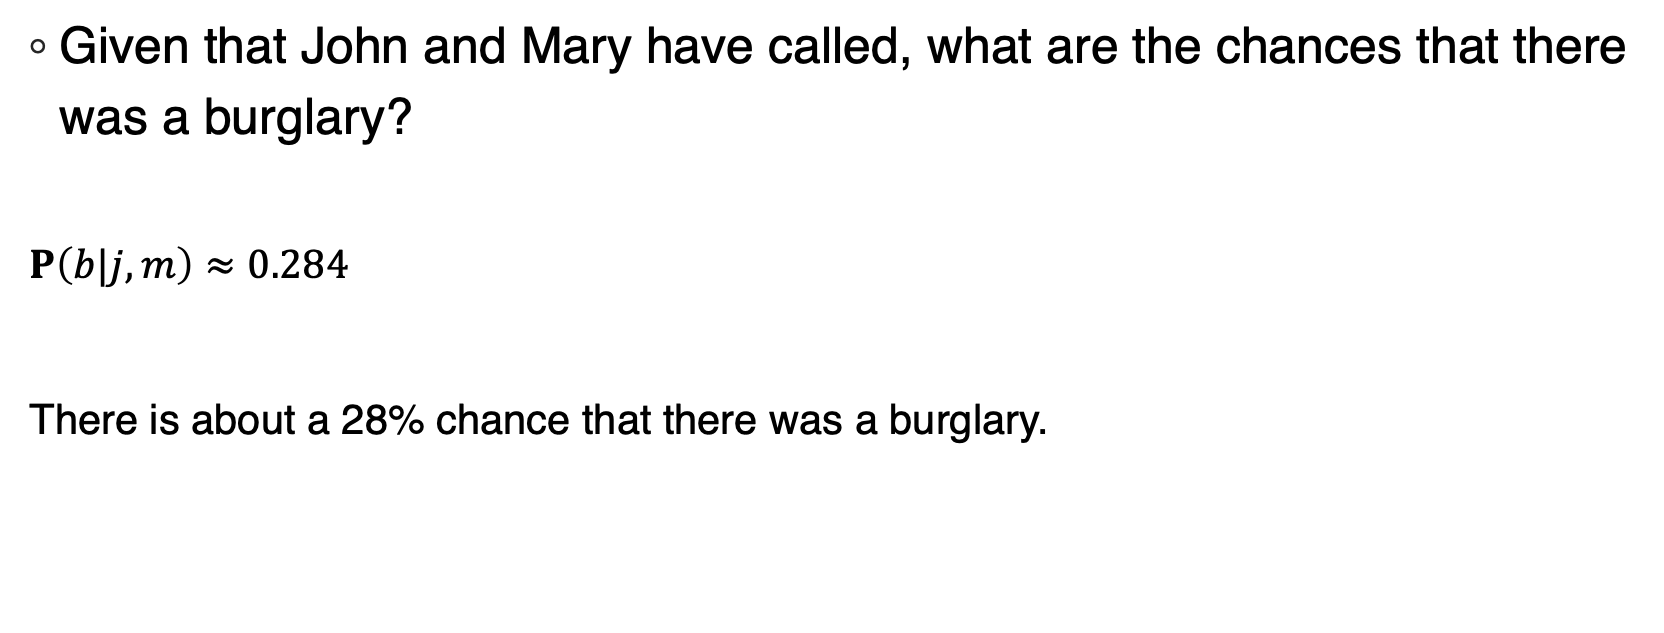 ◦ Given that John and Mary have called, what are the chances that there
was a burglary?
𝐏(𝑏|𝑗, 𝑚) ≈ 0.284
There is about a 28% chance that there was a burglary.